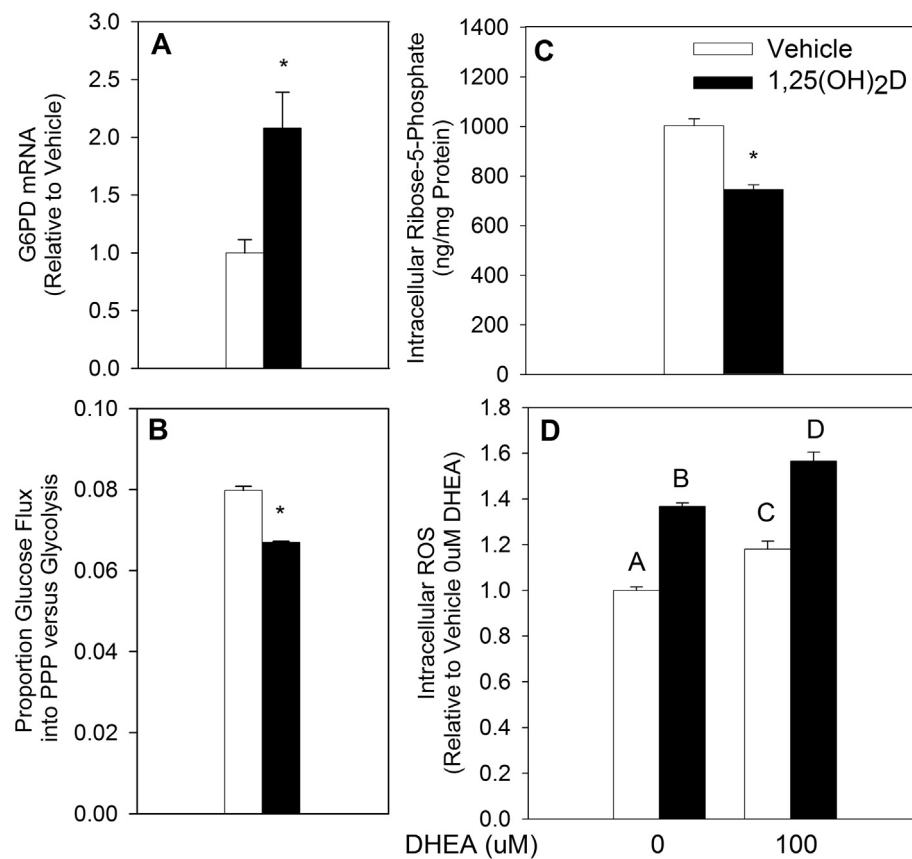 A
G6PD mRNA
(Relative to Vehicle)
3.0
2.5
2.0
1.5
1.0
0.5
0.0
*
C
Vehicle
1,25(OH)2D
Intracellular Ribose-5-Phosphate
(ng/mg Protein)
1400
1200
1000
800
600
400
200
0
*
B
Proportion Glucose Flux
into PPP versus Glycolysis
0.10
0.08
0.06
0.04
0.02
0.00
*
D
Intracellular ROS
(Relative to Vehicle 0uM DHEA)
1.8
1.6
1.4
1.2
1.0
0.8
0.6
0.4
0.2
0.0
A
B
C
D
DHEA (uM)
0
100